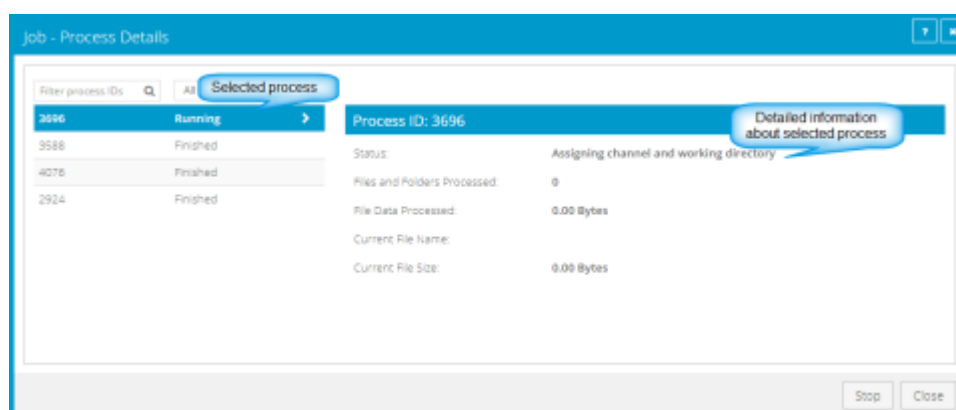 Job - Process Details
?
Filter process IDs
All
Selected process
3696 Running
3588 Finished
4078 Finished
2924 Finished
Process ID: 3696
Detailed information
about selected process
Status: Assigning channel and working directory
Files and Folders Processed: 0
File Data Processed: 0.00 Bytes
Current File Name:
Current File Size: 0.00 Bytes
Stop Close